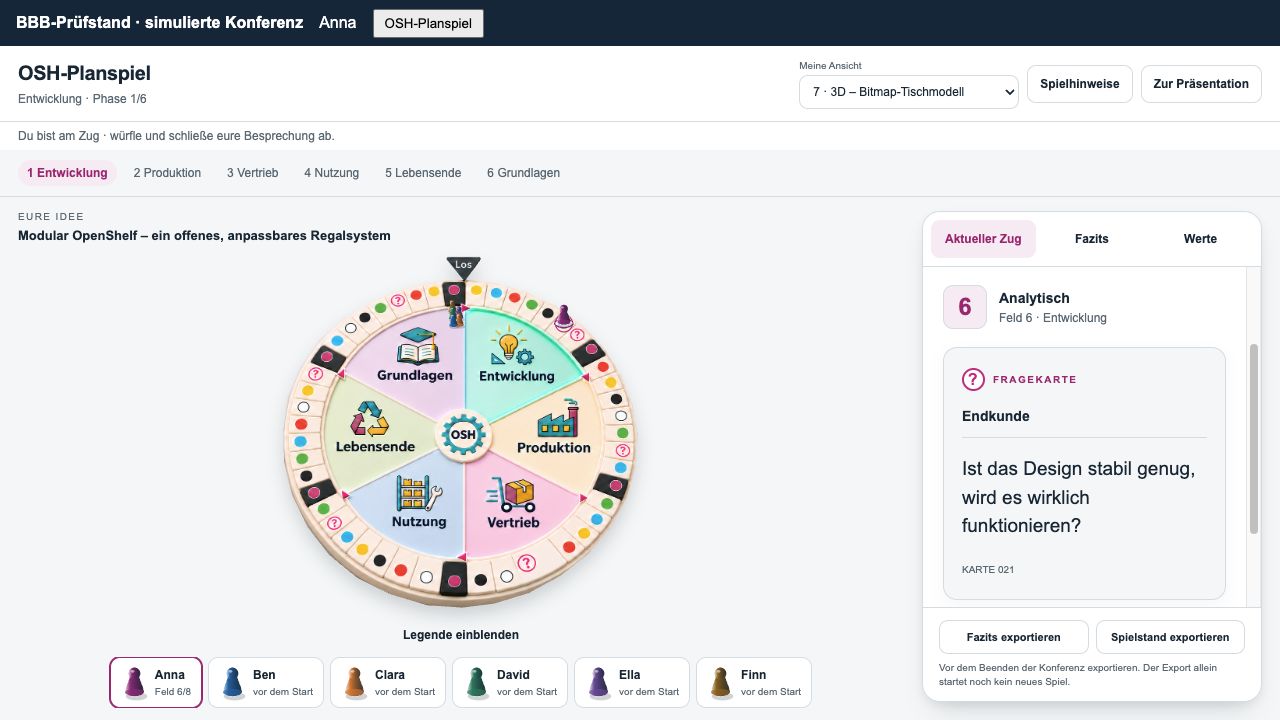 BBB-Prüfstand · simulierte Konferenz Anna OSH-Planspiel
OSH-Planspiel
Entwicklung · Phase 1/6
Meine Ansicht
7 · 3D – Bitmap-Tischmodell
Spielhinweise
Zur Präsentation
Du bist am Zug · würfle und schließe eure Besprechung ab.
1 Entwicklung 2 Produktion 3 Vertrieb 4 Nutzung 5 Lebensende 6 Grundlagen
EURE IDEE
Modular OpenShelf – ein offenes, anpassbares Regalsystem
Los
?
?
?
?
?
?
Grundlagen
Entwicklung
Lebensende
OSH
Produktion
Nutzung
Vertrieb
Legende einblenden
Anna
Feld 6/8
Ben
vor dem Start
Clara
vor dem Start
David
vor dem Start
Ella
vor dem Start
Finn
vor dem Start
Aktueller Zug Fazits Werte
6
Analytisch
Feld 6 · Entwicklung
? FRAGEKARTE
Endkunde
Ist das Design stabil genug,
wird es wirklich
funktionieren?
KARTE 021
Fazits exportieren
Spielstand exportieren
Vor dem Beenden der Konferenz exportieren. Der Export allein
startet noch kein neues Spiel.